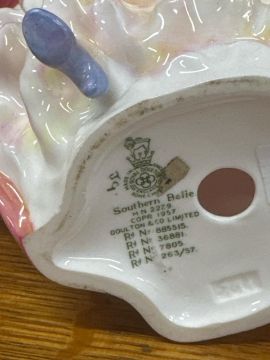 Southern Belle
H.N. 2229
COPR. 1957
DOULTON & CO LIMITED
Rd No 885515.
Rd No 36881.
Rd No 7805.
Rd No 263/57.